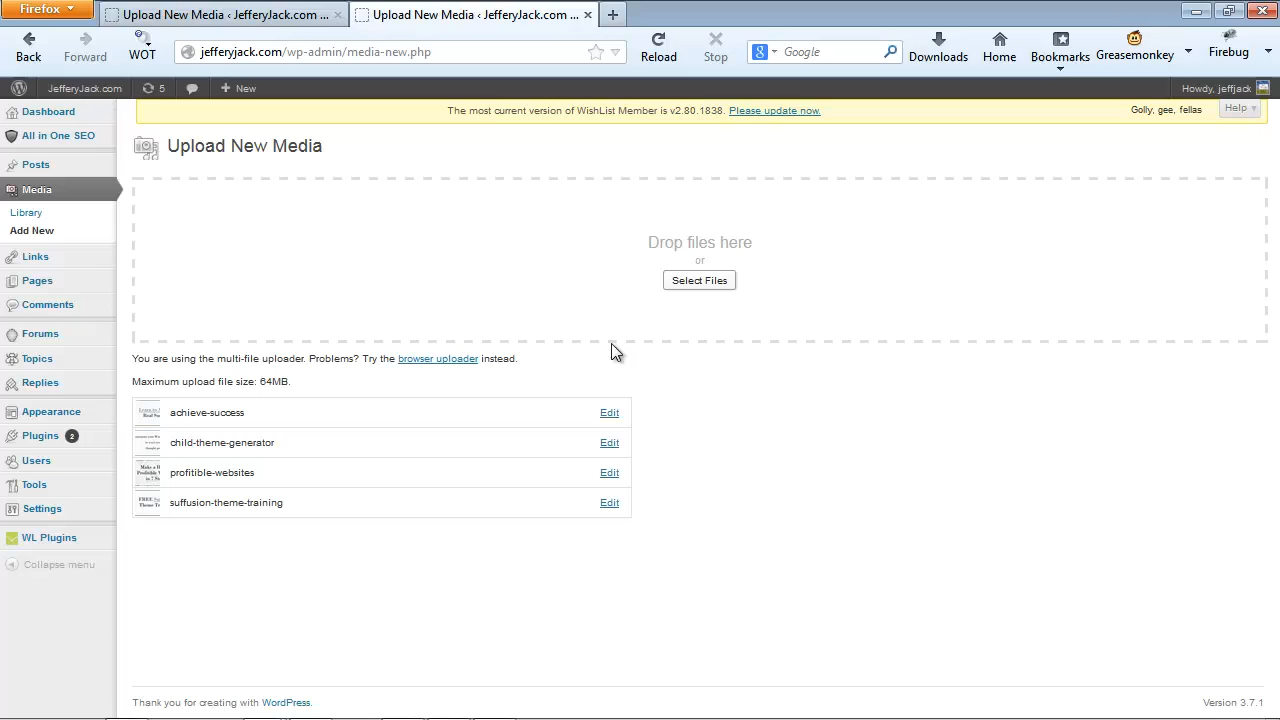 Firefox
Upload New Media ‹ JefferyJack.com ...
Upload New Media ‹ JefferyJack.com ...
Back
Forward
WOT
jefferyjack.com/wp-admin/media-new.php
Reload
Stop
Google
Downloads
Home
Bookmarks
Greasemonkey
Firebug
JefferyJack.com
5
New
Howdy, jeffjack
Dashboard
All in One SEO
Posts
Media
Library
Add New
Links
Pages
Comments
Forums
Topics
Replies
Appearance
Plugins 2
Users
Tools
Settings
WL Plugins
Collapse menu
The most current version of WishList Member is v2.80.1838. Please update now.
Golly, gee, fellas
Help
Upload New Media
Drop files here
or
Select Files
You are using the multi-file uploader. Problems? Try the browser uploader instead.
Maximum upload file size: 64MB.
achieve-success Edit
child-theme-generator Edit
profitible-websites Edit
suffusion-theme-training Edit
Thank you for creating with WordPress.
Version 3.7.1